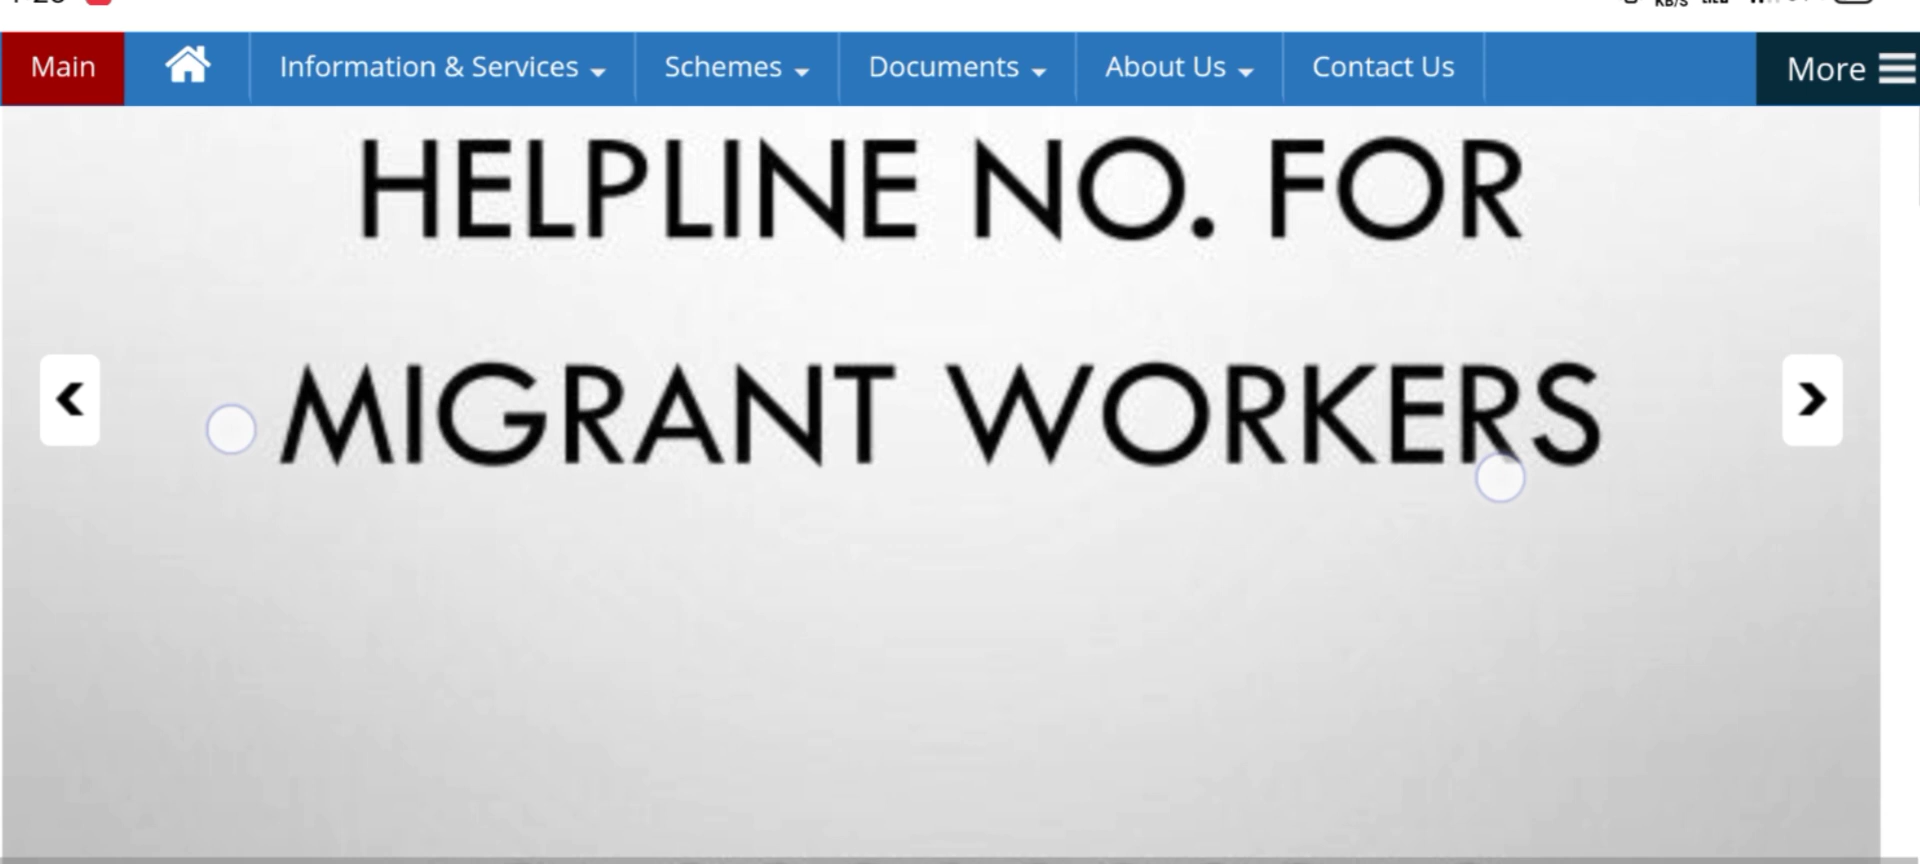 Main Information & Services Schemes Documents About Us Contact Us More
HELPLINE NO. FOR
MIGRANT WORKERS